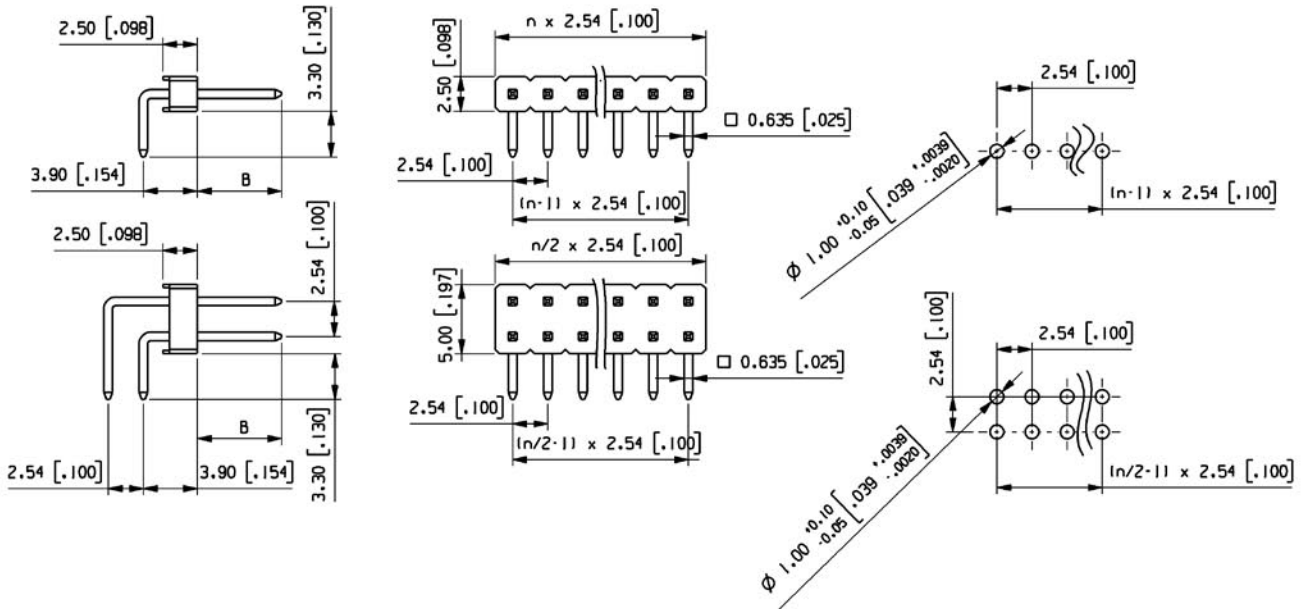 2.50 [.098]
3.30 [.130]
3.90 [.154]
B
n x 2.54 [.100]
2.50 [.098]
□ 0.635 [.025]
2.54 [.100]
(n-1) x 2.54 [.100]
2.54 [.100]
Ø 1.00 +0.10 -0.05 [.039 +.0039 -.0020]
(n-1) x 2.54 [.100]
2.50 [.098]
2.54 [.100]
B
2.54 [.100]
3.90 [.154]
3.30 [.130]
n/2 x 2.54 [.100]
5.00 [.197]
□ 0.635 [.025]
2.54 [.100]
(n/2-1) x 2.54 [.100]
2.54 [.100]
2.54 [.100]
Ø 1.00 +0.10 -0.05 [.039 +.0039 -.0020]
(n/2-1) x 2.54 [.100]